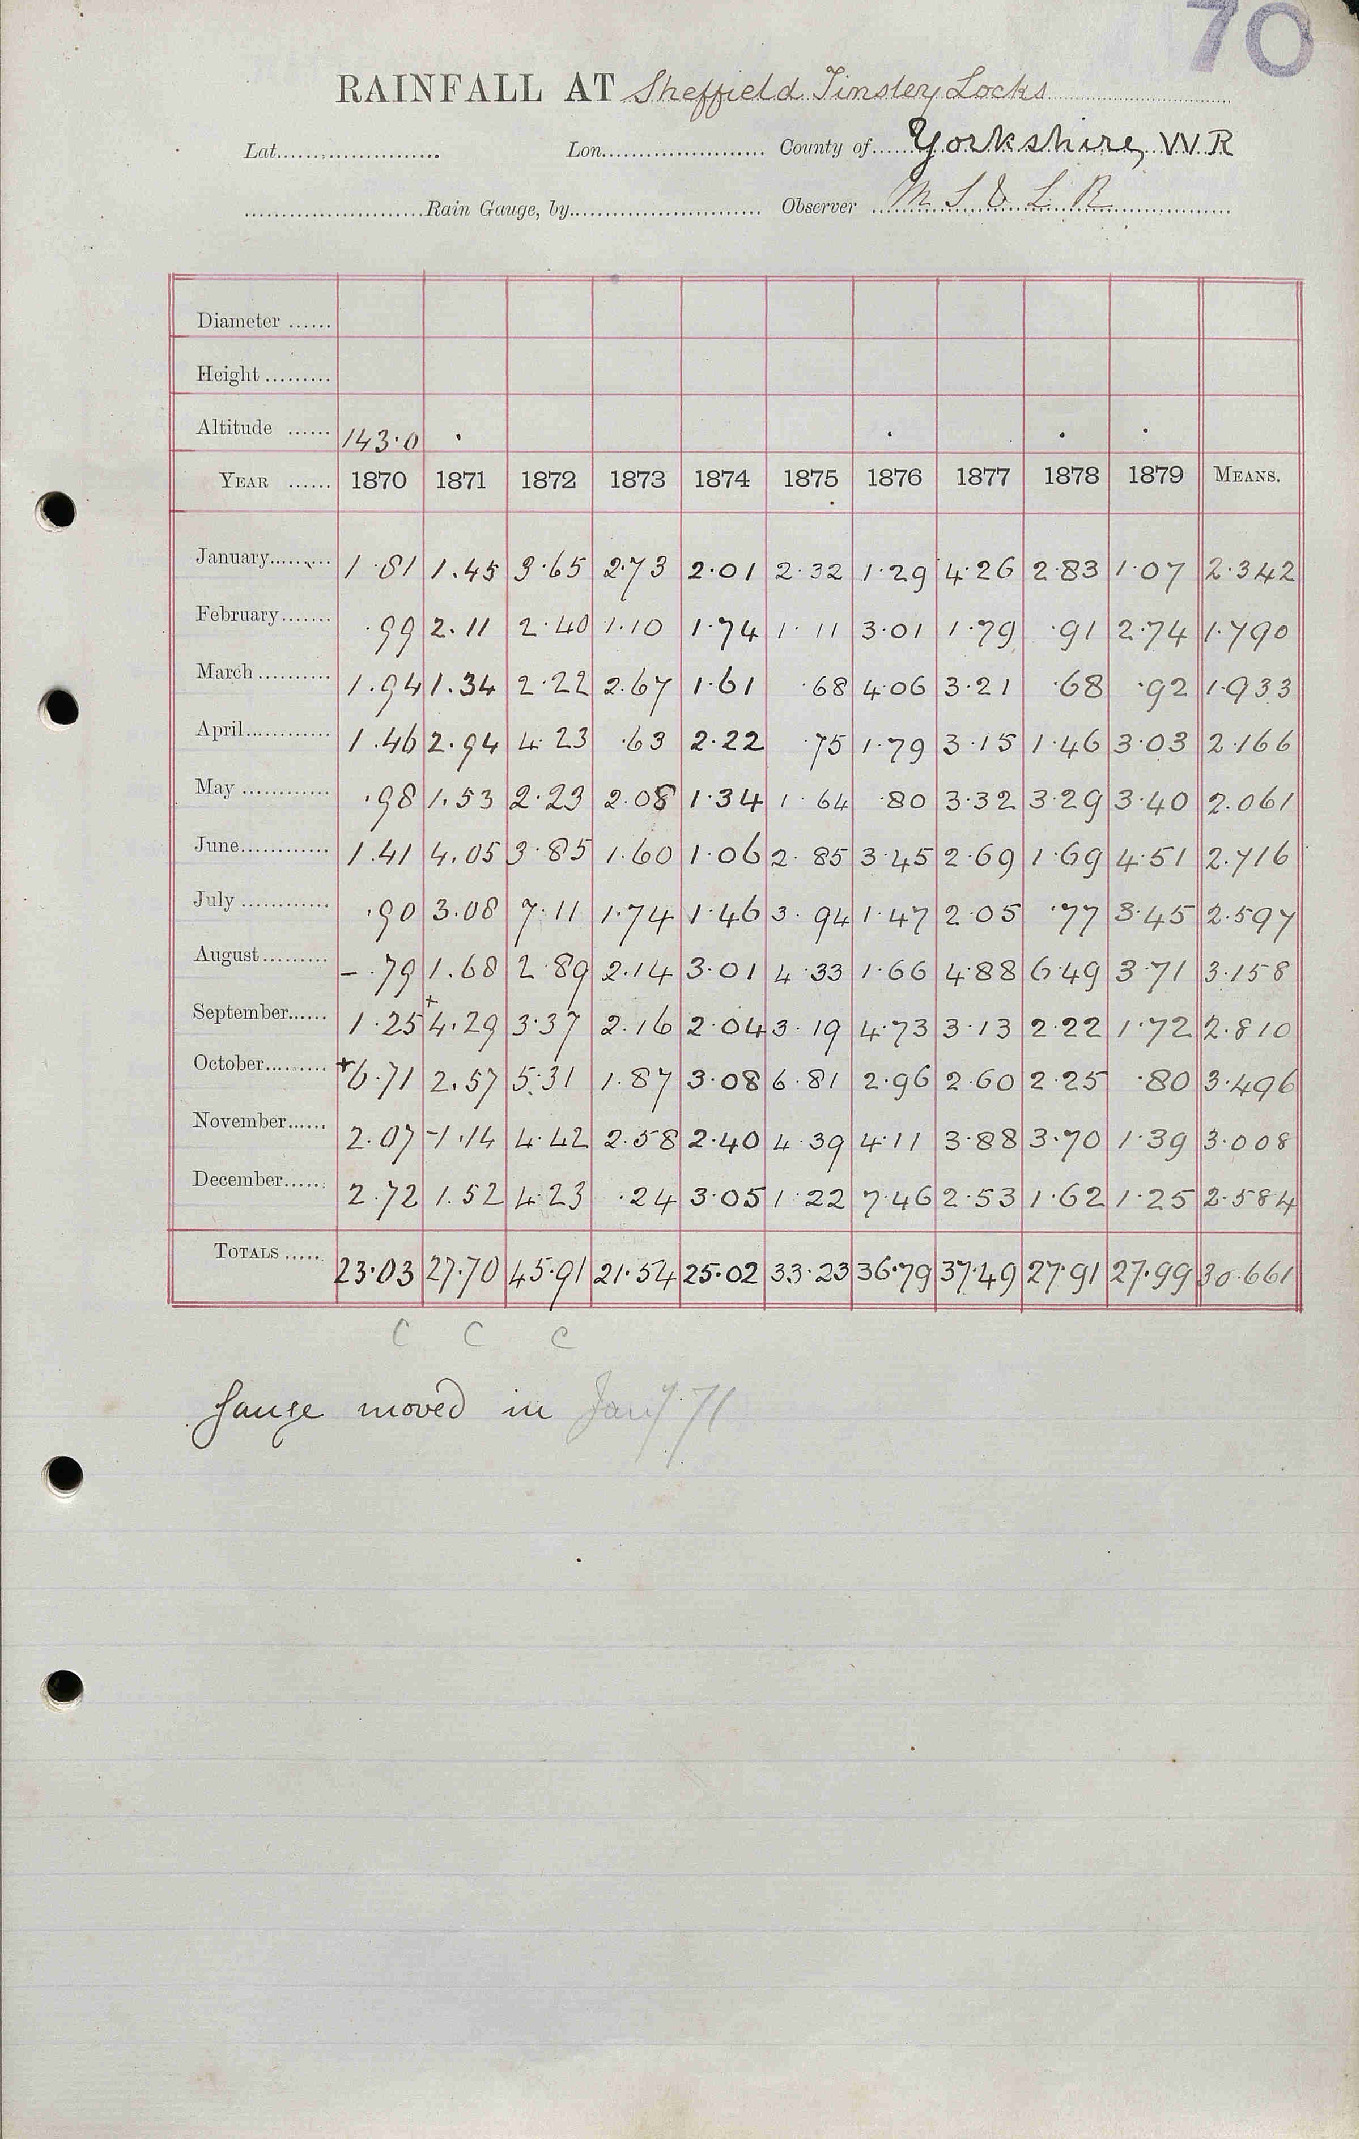 70
RAINFALL AT Sheffield Tinsley Locks
Lat........................ Lon........................ County of Yorkshire, W R
........................Rain Gauge, by........................ Observer M S & L R
Diameter ......
Height .........
Altitude ...... 143·0
YEAR ...... 1870 1871 1872 1873 1874 1875 1876 1877 1878 1879 MEANS.
January......... 1·81 1.45 3·65 2·73 2·01 2·32 1·29 4·26 2·83 1·07 2·342
February....... ·99 2.11 2·40 1·10 1·74 1·11 3·01 1·79 ·91 2·74 1·790
March .......... 1·94 1.34 2·22 2·67 1·61 ·68 4·06 3·21 ·68 ·92 1·933
April............ 1·46 2.94 4·23 ·63 2·22 ·75 1·79 3·15 1·46 3·03 2·166
May ............ ·98 1.53 2·23 2·08 1·34 1·64 ·80 3·32 3·29 3·40 2·061
June............ 1·41 4.05 3·85 1·60 1·06 2·85 3·45 2·69 1·69 4·51 2·716
July ............ ·90 3.08 7·11 1·74 1·46 3·94 1·47 2·05 ·77 3·45 2·597
August......... – ·79 1.68 2·89 2·14 3·01 4·33 1·66 4·88 6·49 3·71 3·158
September...... 1·25 +4.29 3·37 2·16 2·04 3·19 4·73 3·13 2·22 1·72 2·810
October......... +6·71 2.57 5·31 1·87 3·08 6·81 2·96 2·60 2·25 ·80 3·496
November...... 2·07 –1·14 4·42 2·58 2·40 4·39 4·11 3·88 3·70 1·39 3·008
December...... 2·72 1.52 4·23 ·24 3·05 1·22 7·46 2·53 1·62 1·25 2·584
TOTALS ..... 23·03 27·70 45·91 21·54 25·02 33·23 36·79 37·49 27·91 27·99 30·661
C C C
Gauge moved in Jany 71